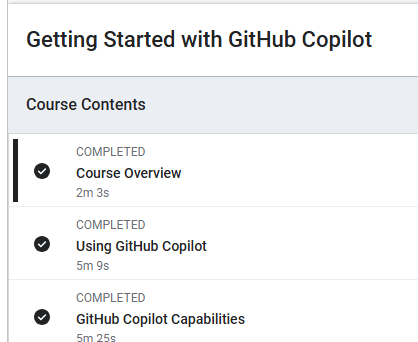 Getting Started with GitHub Copilot
Course Contents
COMPLETED
Course Overview
2m 3s
COMPLETED
Using GitHub Copilot
5m 9s
COMPLETED
GitHub Copilot Capabilities
5m 25s